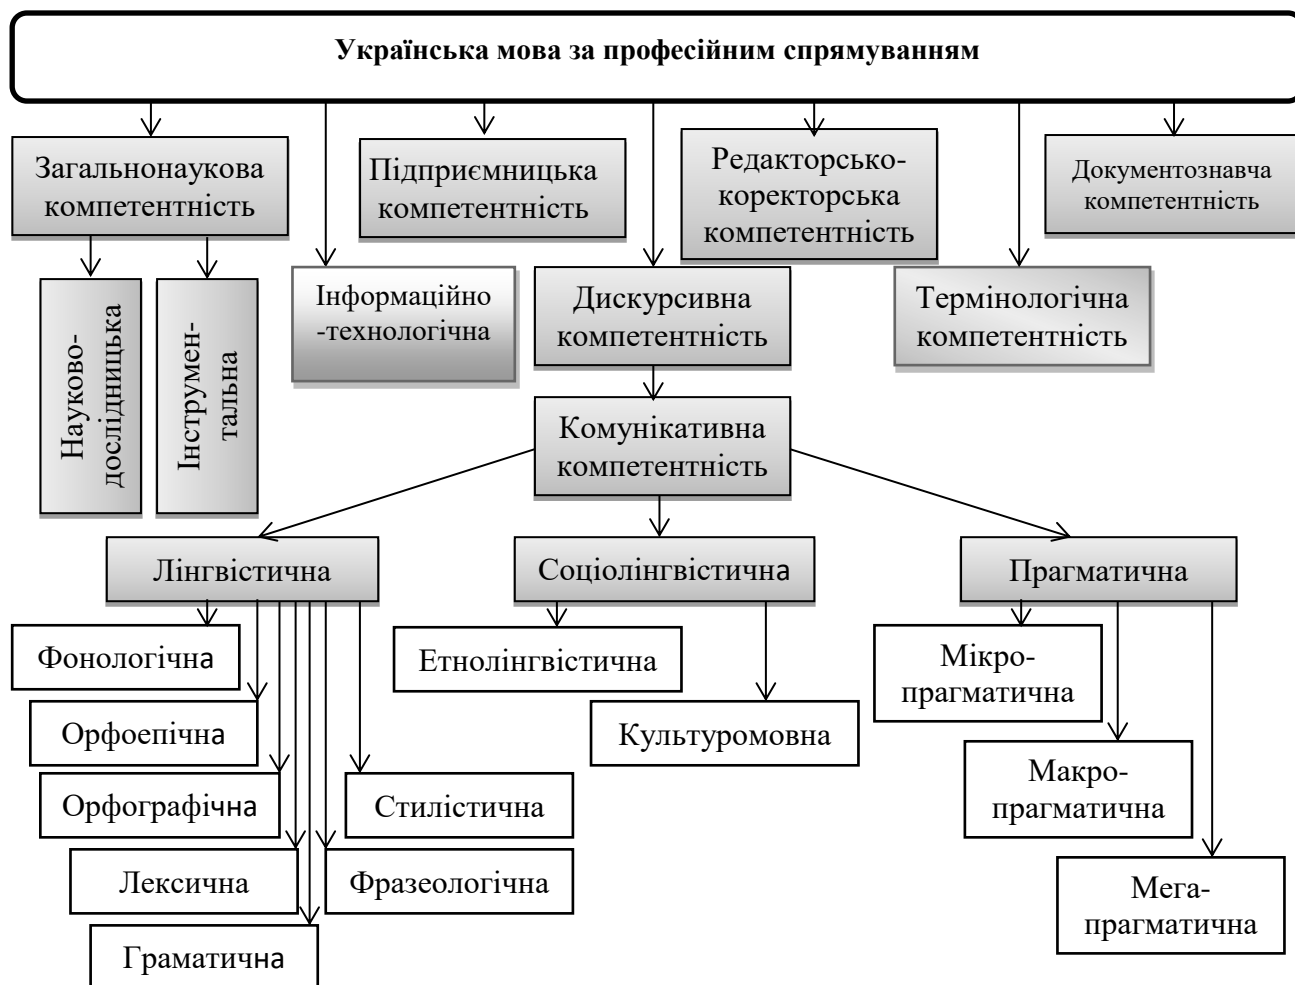 Українська мова за професійним спрямуванням
Загальнонаукова
компетентність
Підприємницька
компетентність
Редакторсько-
коректорська
компетентність
Документознавча
компетентність
Науково-
дослідницька
Інструмен-
тальна
Інформаційно
-технологічна
Дискурсивна
компетентність
Термінологічна
компетентність
Комунікативна
компетентність
Лінгвістична
Соціолінгвістична
Прагматична
Фонологічна
Орфоепічна
Орфографічна
Лексична
Граматична
Стилістична
Фразеологічна
Етнолінгвістична
Культуромовна
Мікро-
прагматична
Макро-
прагматична
Мега-
прагматична